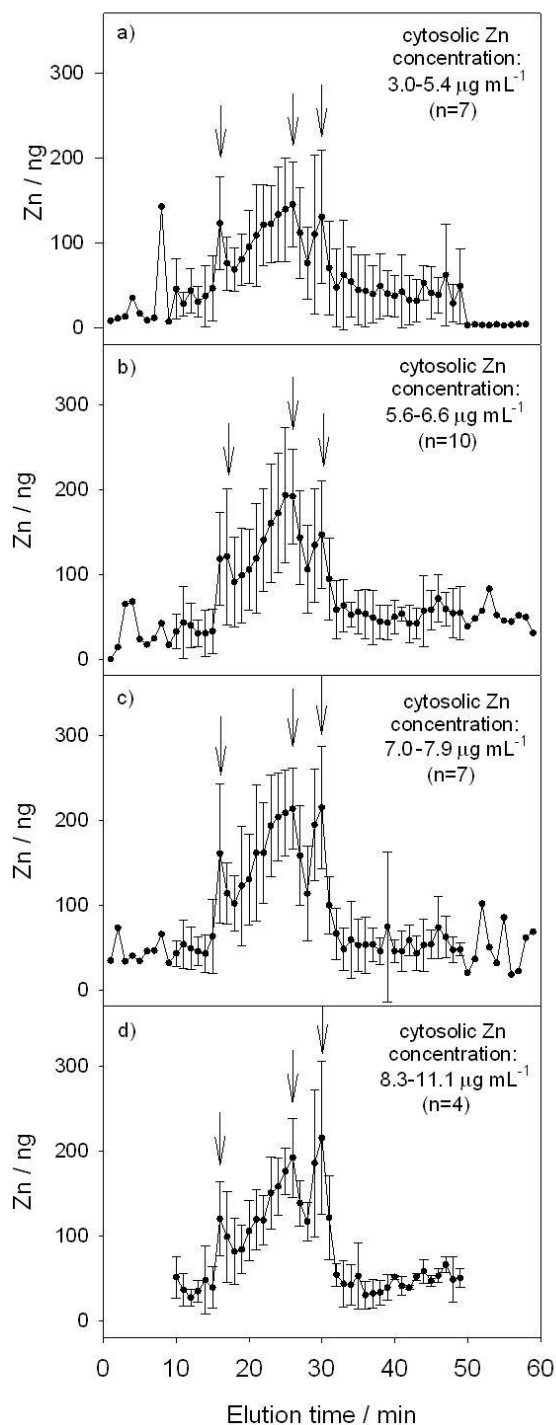 a)
cytosolic Zn
concentration:
3.0-5.4 µg mL⁻¹
(n=7)
300
200
100
0
Zn / ng
b)
cytosolic Zn
concentration:
5.6-6.6 µg mL⁻¹
(n=10)
300
200
100
0
Zn / ng
c)
cytosolic Zn
concentration:
7.0-7.9 µg mL⁻¹
(n=7)
300
200
100
0
Zn / ng
d)
cytosolic Zn
concentration:
8.3-11.1 µg mL⁻¹
(n=4)
300
200
100
0
Zn / ng
0 10 20 30 40 50 60
Elution time / min